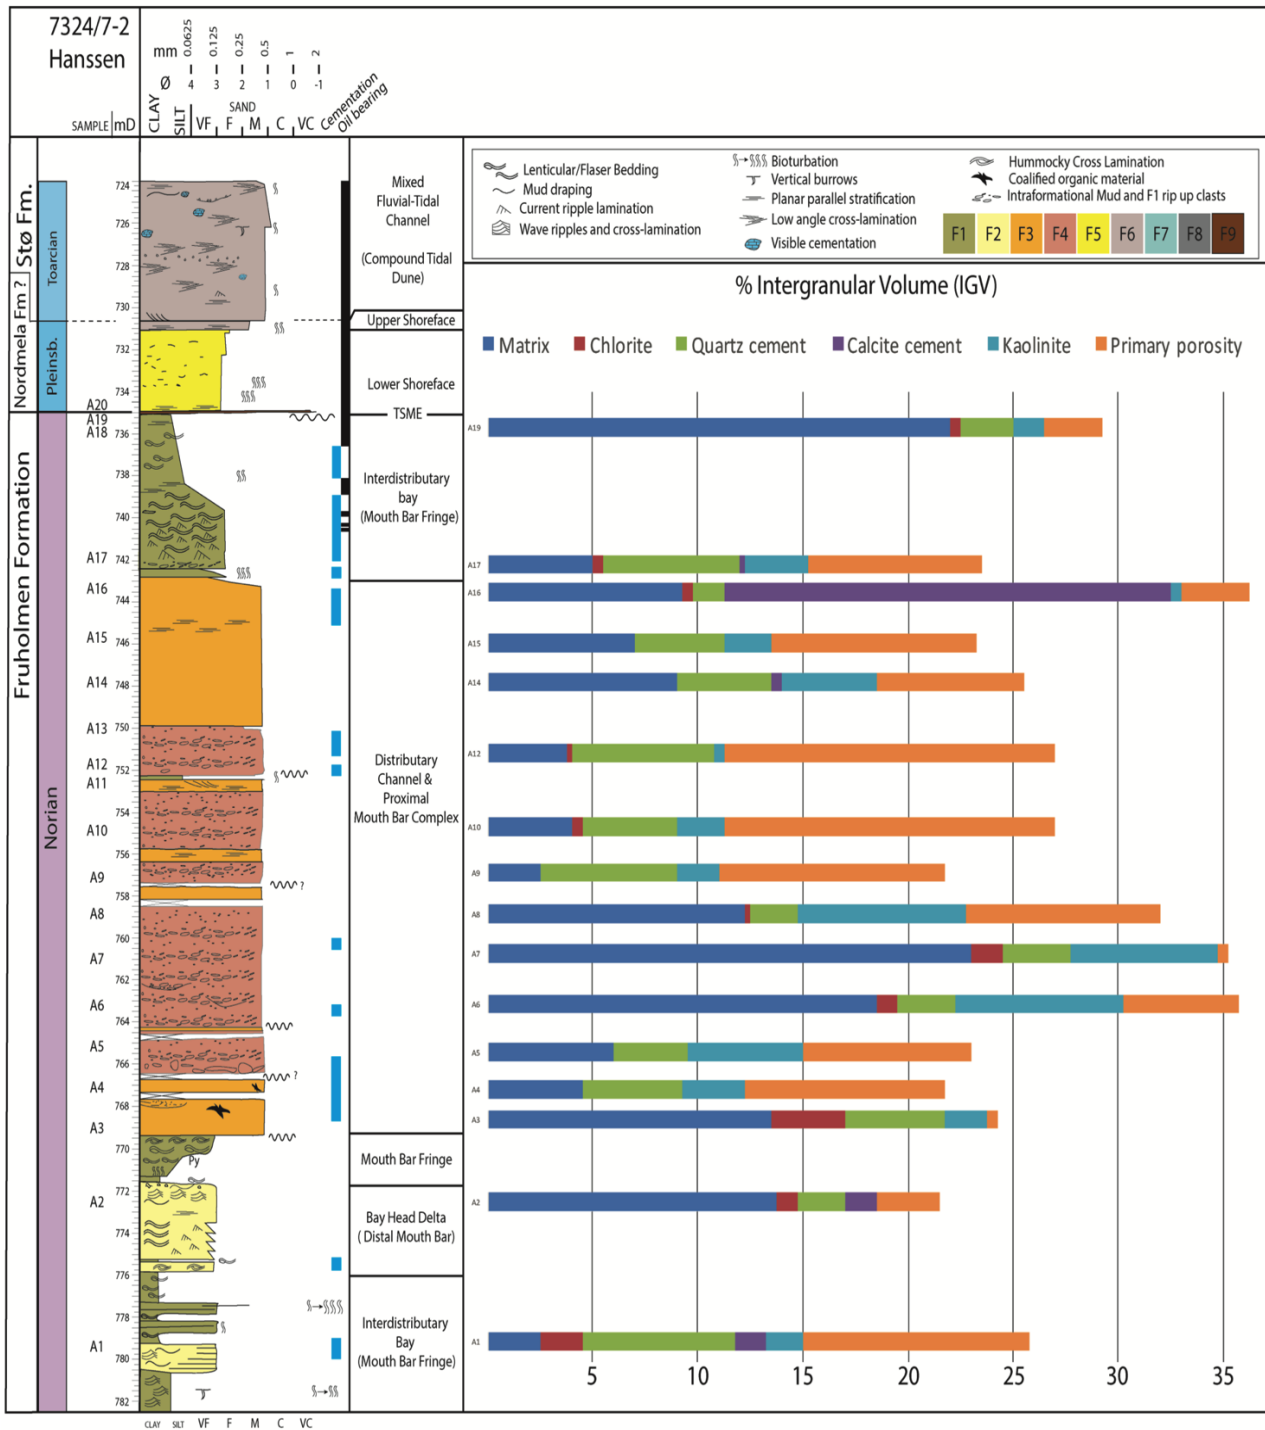 7324/7-2
Hanssen
mm 0.0625 0.125 0.25 0.5 1 2
Ø 4 3 2 1 0 -1
SAND
CLAY SILT VF F M C VC Cementation Oil bearing
SAMPLE mD
Stø Fm.
Nordmela Fm ?
Fruholmen Formation
Toarcian
Pleinsb.
Norian
724
726
728
730
732
734
A20
A19
A18 736
738
740
A17 742
A16
744
A15 746
A14 748
A13 750
A12 752
A11
754
A10
756
A9
758
A8
760
A7
762
A6
764
A5
766
A4
768
A3
770
Py
772
A2
774
776
778
A1
780
782
?
?
CLAY SILT VF F M C VC
Mixed
Fluvial-Tidal
Channel
(Compound Tidal
Dune)
Upper Shoreface
Lower Shoreface
TSME
Interdistributary
bay
(Mouth Bar Fringe)
Distributary
Channel &
Proximal
Mouth Bar Complex
Mouth Bar Fringe
Bay Head Delta
( Distal Mouth Bar)
Interdistributary
Bay
(Mouth Bar Fringe)
Lenticular/Flaser Bedding
Mud draping
Current ripple lamination
Wave ripples and cross-lamination
Bioturbation
Vertical burrows
Planar parallel stratification
Low angle cross-lamination
Visible cementation
Hummocky Cross Lamination
Coalified organic material
Intraformational Mud and F1 rip up clasts
F1 F2 F3 F4 F5 F6 F7 F8 F9
% Intergranular Volume (IGV)
Matrix Chlorite Quartz cement Calcite cement Kaolinite Primary porosity
A19
A17
A16
A15
A14
A12
A10
A9
A8
A7
A6
A5
A4
A3
A2
A1
5 10 15 20 25 30 35